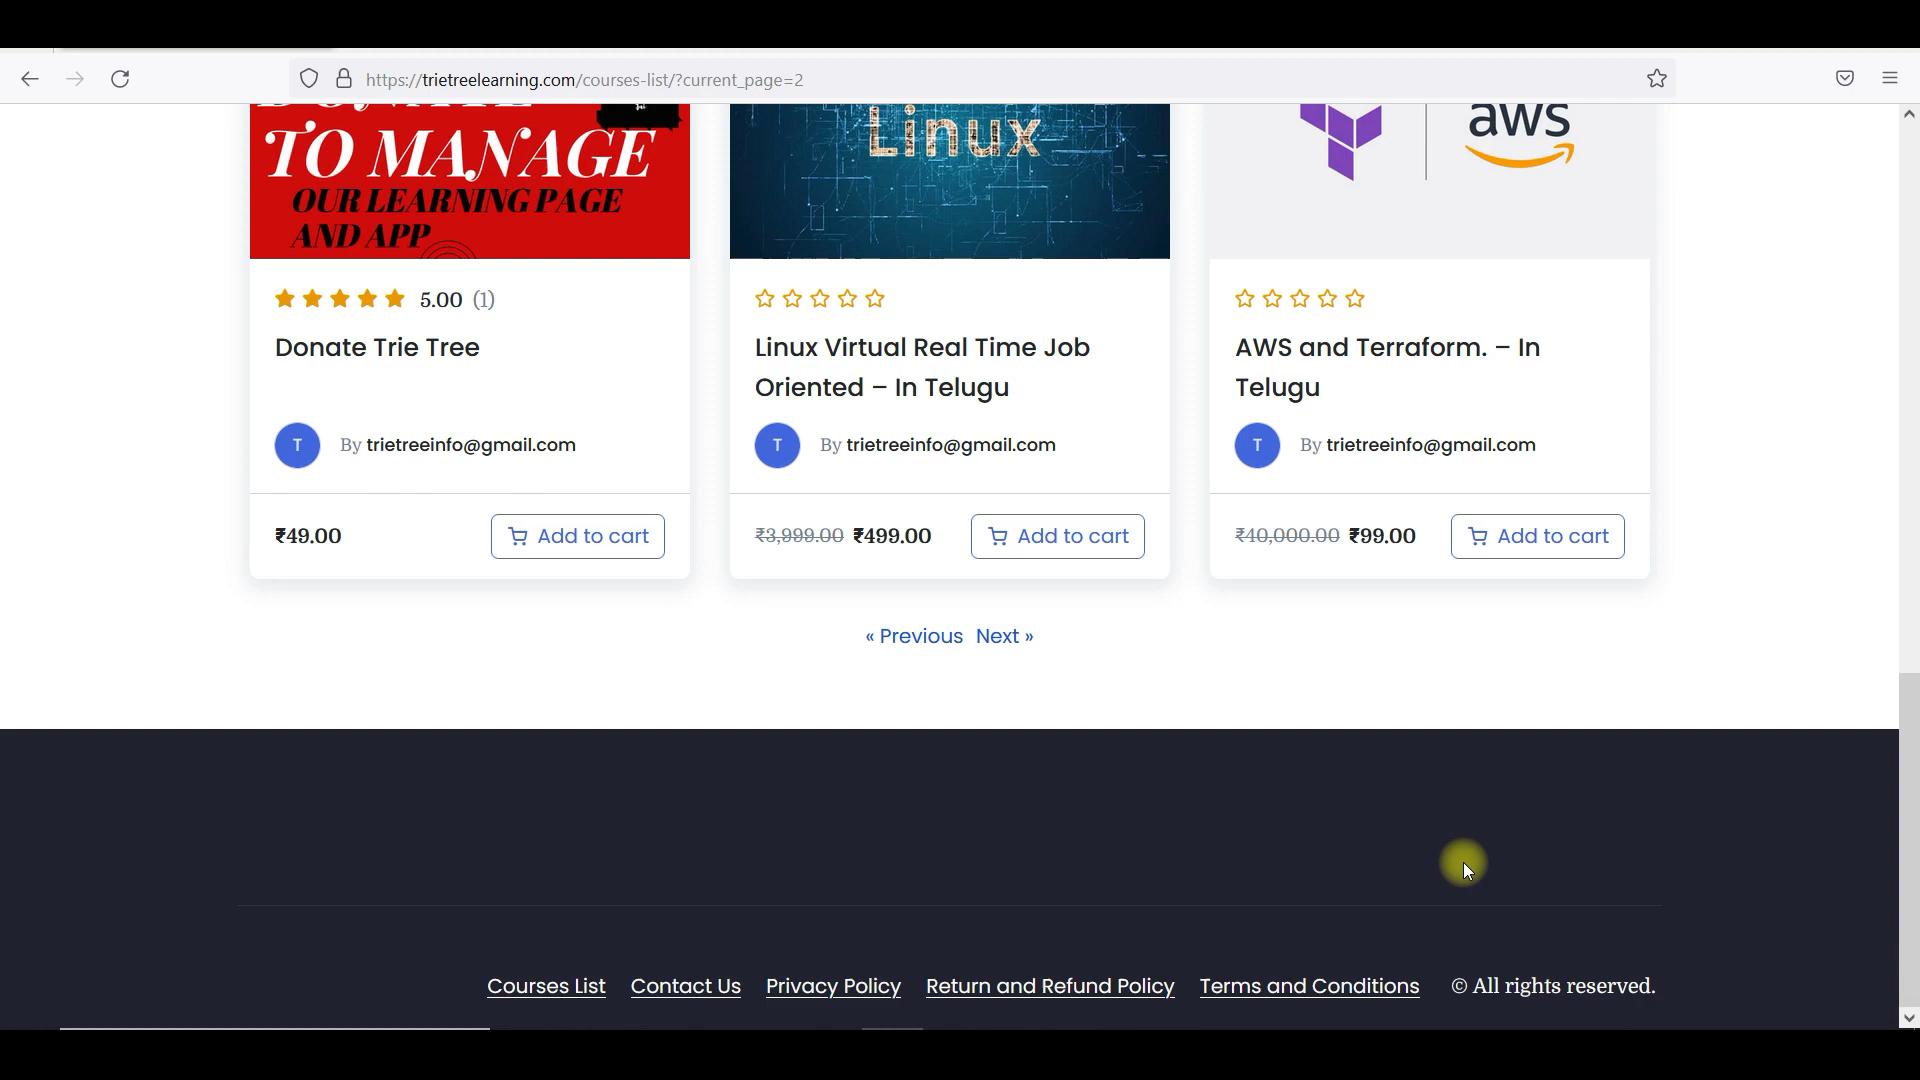 https://trietreelearning.com/courses-list/?current_page=2
TO MANAGE
OUR LEARNING PAGE
AND APP
Linux
aws
5.00 (1)
Donate Trie Tree
T By trietreeinfo@gmail.com
₹49.00 Add to cart
Linux Virtual Real Time Job
Oriented – In Telugu
T By trietreeinfo@gmail.com
₹3,999.00 ₹499.00 Add to cart
AWS and Terraform. – In
Telugu
T By trietreeinfo@gmail.com
₹40,000.00 ₹99.00 Add to cart
« Previous Next »
Courses List Contact Us Privacy Policy Return and Refund Policy Terms and Conditions © All rights reserved.